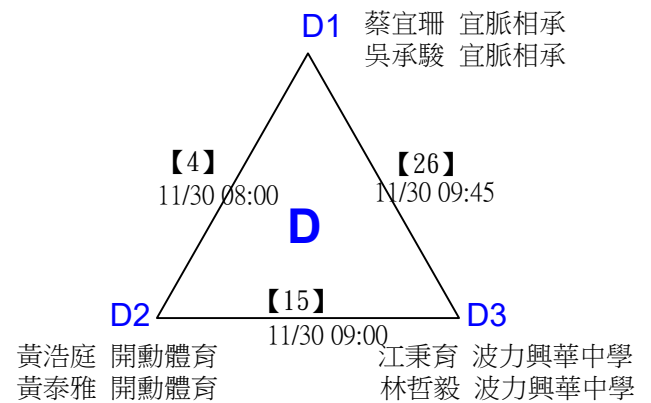 D1 蔡宜珊 宜脈相承
吳承駿 宜脈相承
【4】
11/30 08:00
【26】
11/30 09:45
D
D2
【15】
11/30 09:00
D3
黃浩庭 開勳體育
黃泰雅 開勳體育
江秉育 波力興華中學
林哲毅 波力興華中學